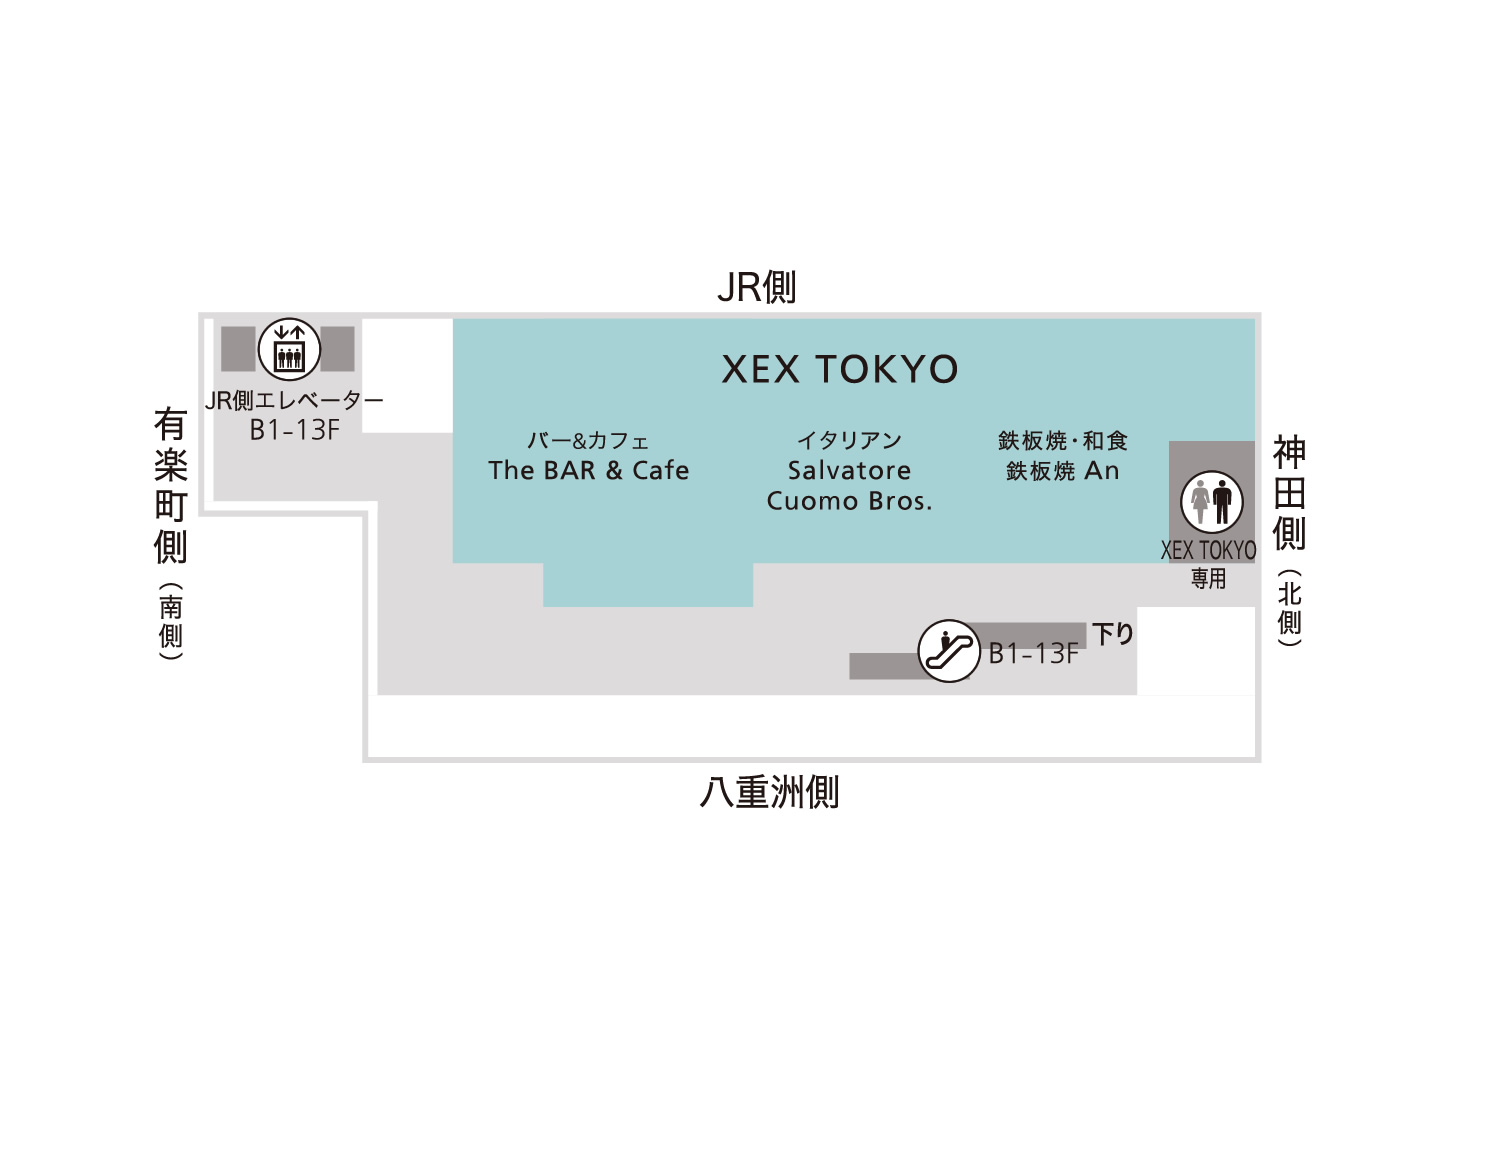 JR側
XEX TOKYO
JR側エレベーター
B1-13F
バー&カフェ
The BAR & Cafe
イタリアン
Salvatore
Cuomo Bros.
鉄板焼・和食
鉄板焼 An
有楽町側（南側）
神田側（北側）
XEX TOKYO
専用
下り
B1-13F
八重洲側